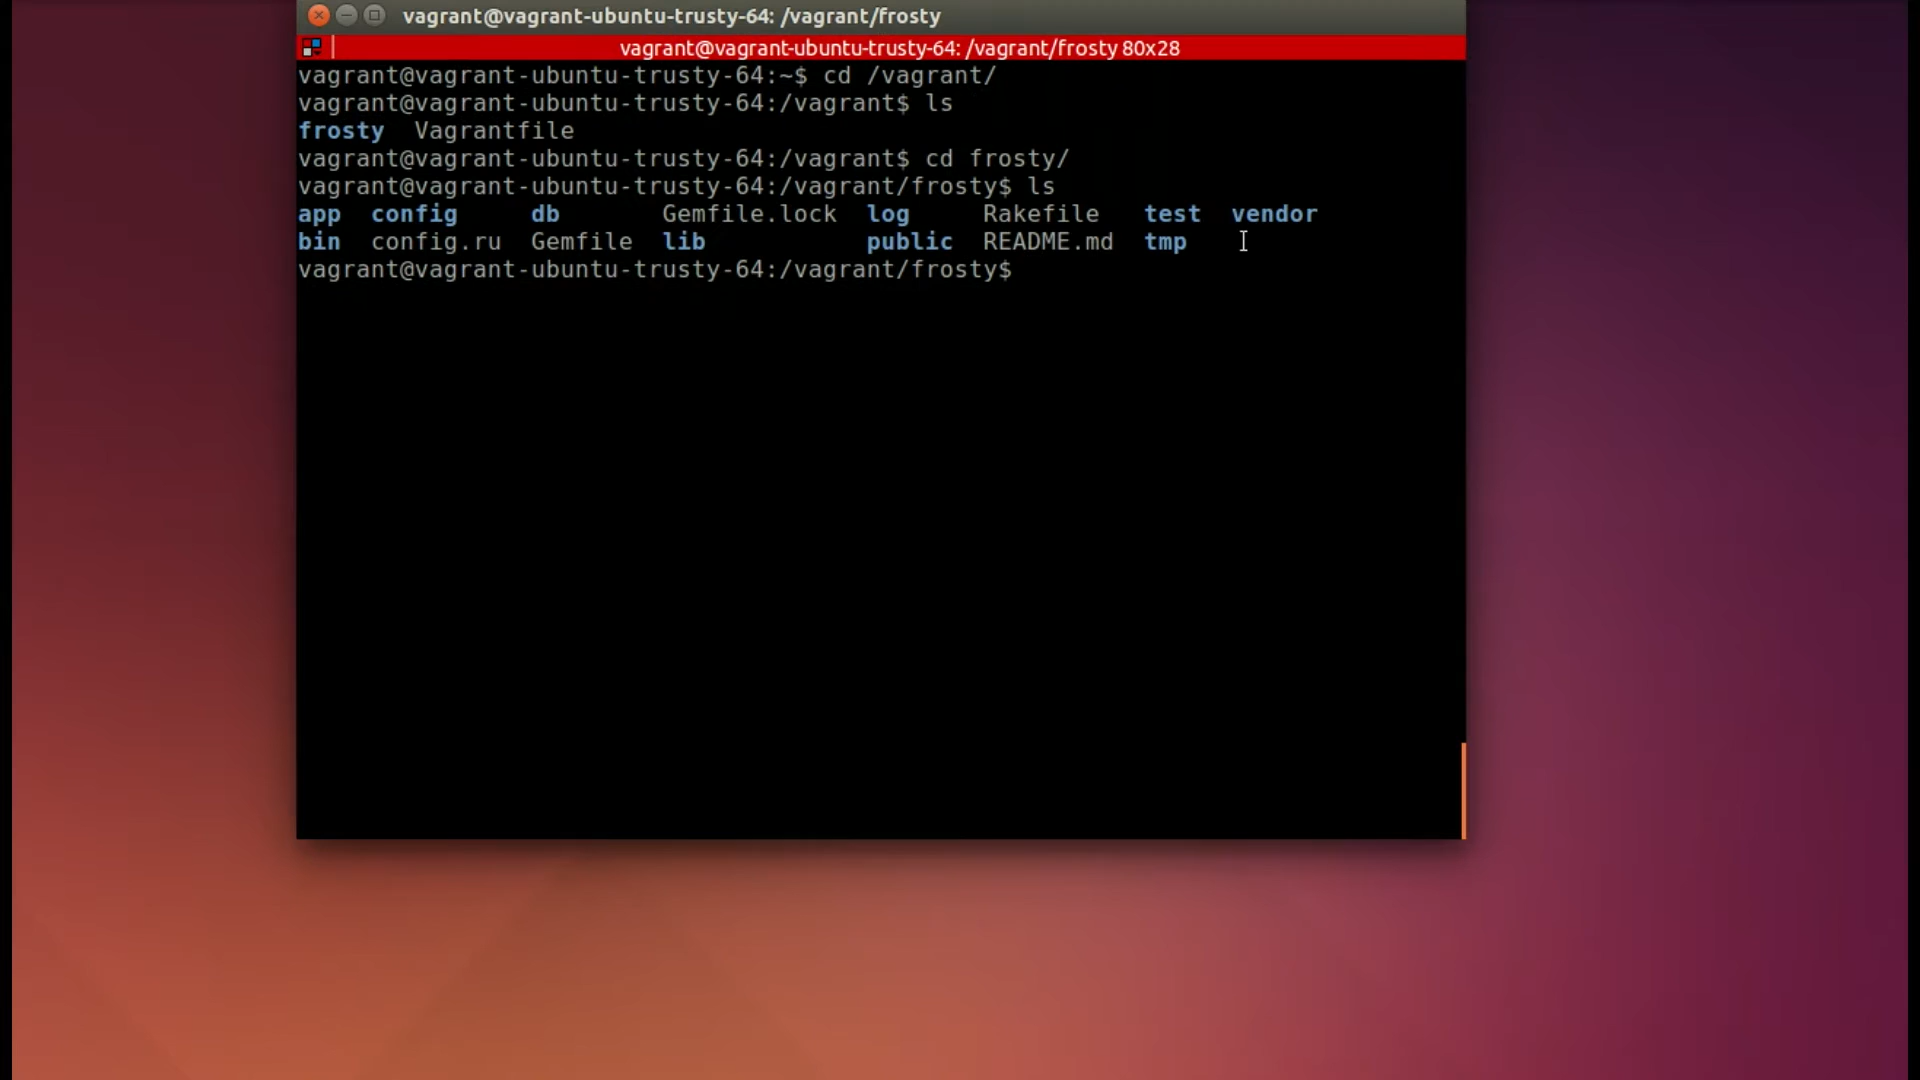 vagrant@vagrant-ubuntu-trusty-64: /vagrant/frosty
vagrant@vagrant-ubuntu-trusty-64: /vagrant/frosty 80x28
vagrant@vagrant-ubuntu-trusty-64:~$ cd /vagrant/
vagrant@vagrant-ubuntu-trusty-64:/vagrant$ ls
frosty  Vagrantfile
vagrant@vagrant-ubuntu-trusty-64:/vagrant$ cd frosty/
vagrant@vagrant-ubuntu-trusty-64:/vagrant/frosty$ ls
app  config     db       Gemfile.lock  log     Rakefile   test  vendor
bin  config.ru  Gemfile  lib           public  README.md  tmp
vagrant@vagrant-ubuntu-trusty-64:/vagrant/frosty$